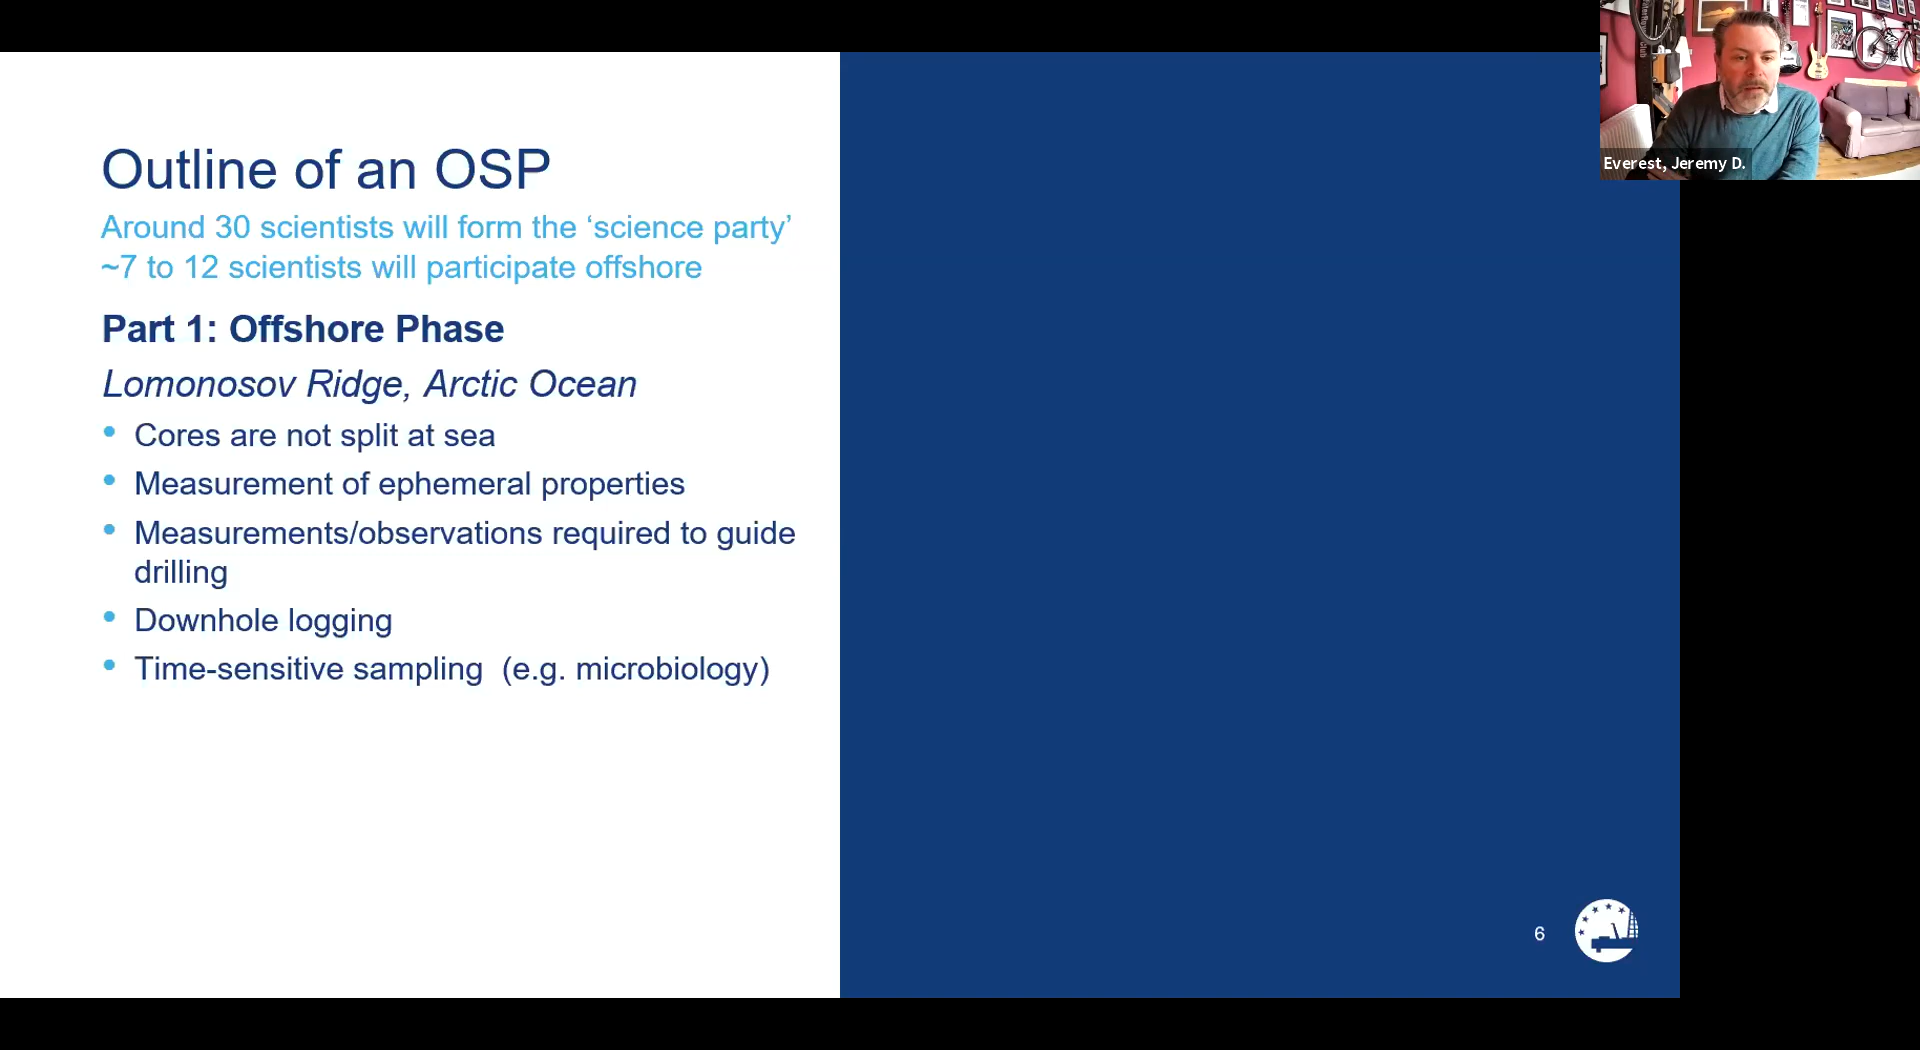 Outline of an OSP
Around 30 scientists will form the ‘science party’
~7 to 12 scientists will participate offshore
Part 1: Offshore Phase
Lomonosov Ridge, Arctic Ocean
• Cores are not split at sea
• Measurement of ephemeral properties
• Measurements/observations required to guide
drilling
• Downhole logging
• Time-sensitive sampling (e.g. microbiology)
6
Everest, Jeremy D.